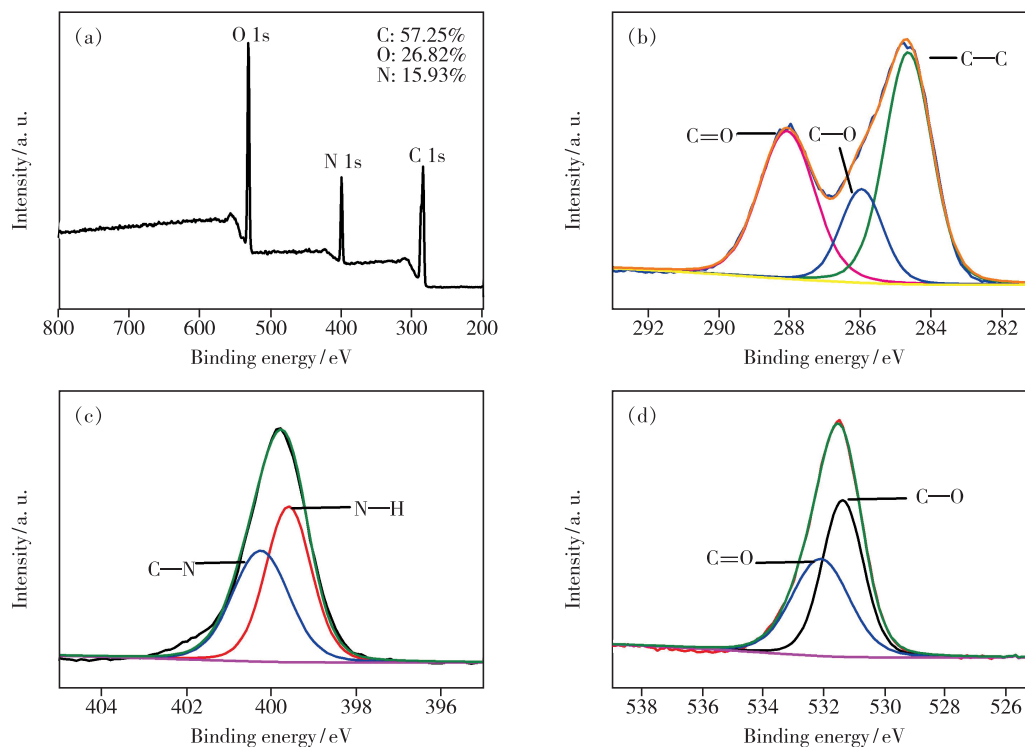 (a)
O 1s
C: 57.25%
O: 26.82%
N: 15.93%
N 1s
C 1s
Intensity/a. u.
800 700 600 500 400 300 200
Binding energy/eV
(b)
C—C
C=O
C—O
Intensity/a. u.
292 290 288 286 284 282
Binding energy/eV
(c)
N—H
C—N
Intensity/a. u.
404 402 400 398 396
Binding energy/eV
(d)
C—O
C=O
Intensity/a. u.
538 536 534 532 530 528 526
Binding energy/eV